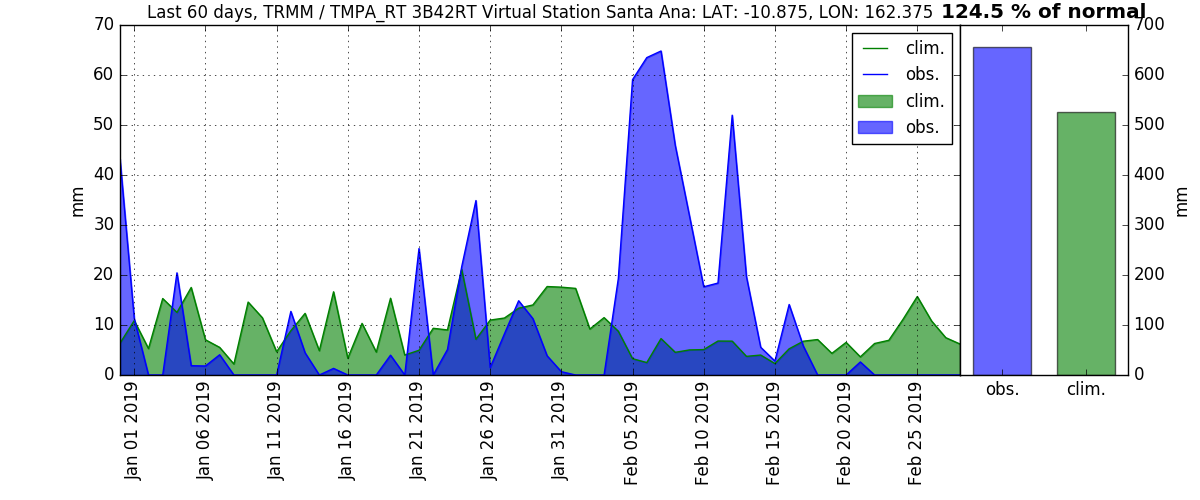 Last 60 days, TRMM / TMPA_RT 3B42RT Virtual Station Santa Ana: LAT: -10.875, LON: 162.375 124.5 % of normal
70
60
50
40
30
20
10
0
mm
clim.
obs.
clim.
obs.
700
600
500
400
300
200
100
0
mm
obs.
clim.
Jan 01 2019
Jan 06 2019
Jan 11 2019
Jan 16 2019
Jan 21 2019
Jan 26 2019
Jan 31 2019
Feb 05 2019
Feb 10 2019
Feb 15 2019
Feb 20 2019
Feb 25 2019